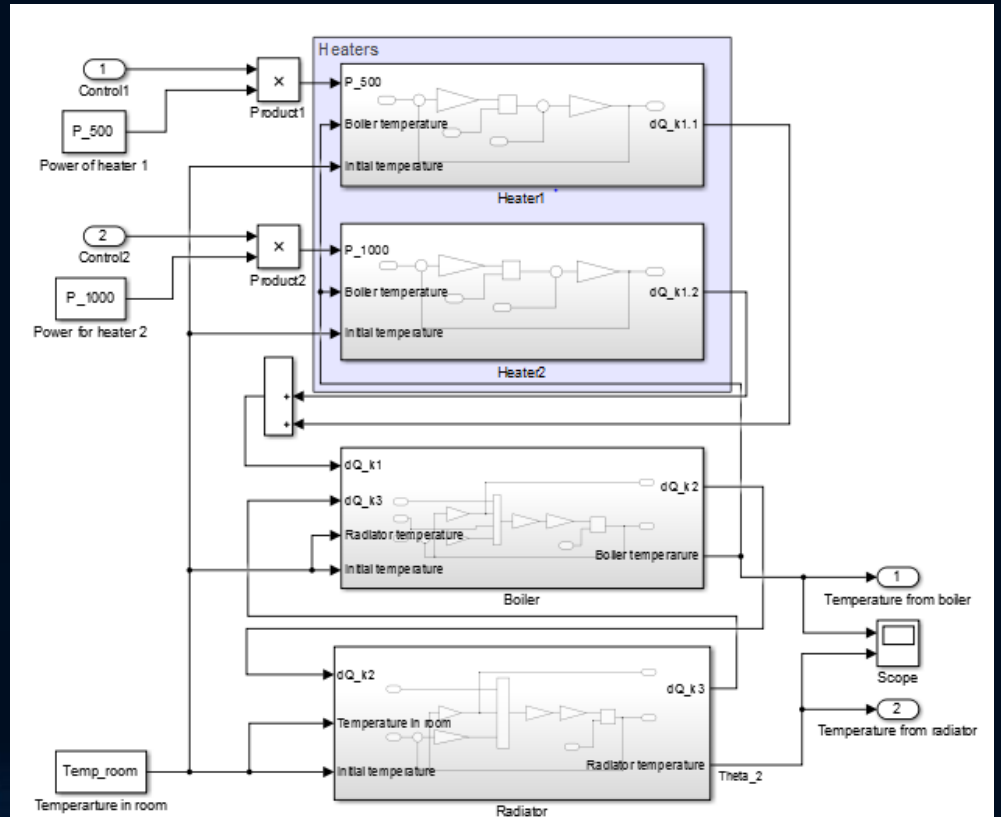 Heaters
1
Control1
×
Product1
P_500
Power of heater 1
P_500
Boiler temperature
Initial temperature
dQ_k1.1
Heater1
2
Control2
×
Product2
P_1000
Power for heater 2
P_1000
Boiler temperature
Initial temperature
dQ_k1.2
Heater2
+
+
dQ_k1
dQ_k3
Radiator temperature
Initial temperature
dQ_k2
Boiler temperarure
Boiler
1
Temperature from boiler
Scope
2
Temperature from radiator
dQ_k2
Temperature in room
Initial temperature
dQ_k3
Radiator temperature
Theta_2
Radiator
Temp_room
Temperarture in room